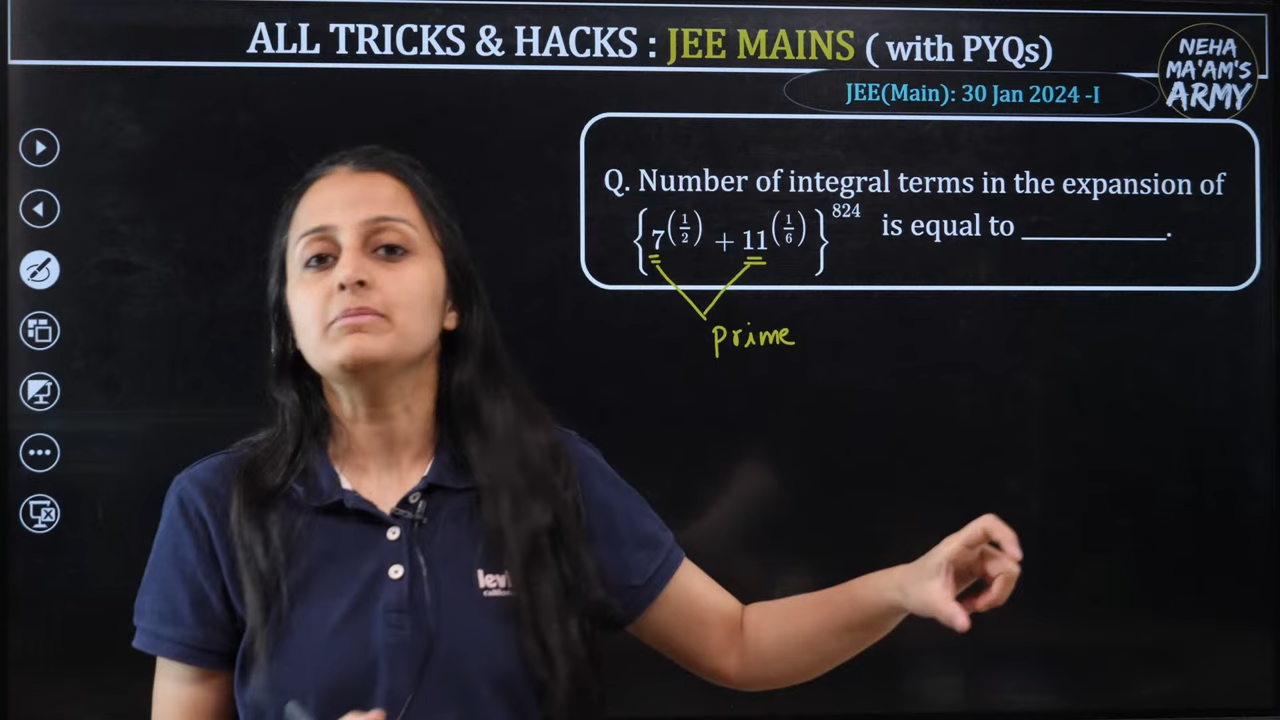 ALL TRICKS & HACKS : JEE MAINS ( with PYQs)
NEHA
MA'AM'S
ARMY
JEE(Main): 30 Jan 2024 -I
Q. Number of integral terms in the expansion of
{7^(1/2) + 11^(1/6)}^824 is equal to ________.
prime